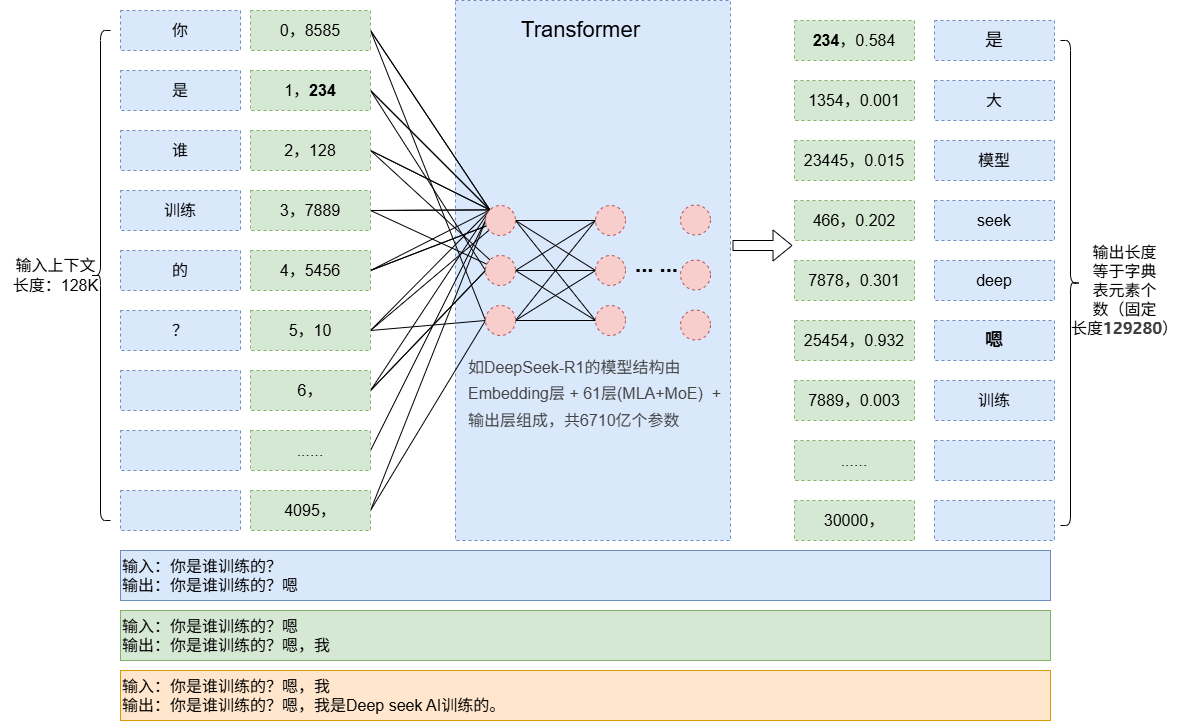 Transformer
你
0，8585
是
1，234
谁
2，128
训练
3，7889
的
4，5456
？
5，10
6，
……
4095，
输入上下文
长度：128K
... ...
如DeepSeek-R1的模型结构由
Embedding层 + 61层(MLA+MoE) +
输出层组成，共6710亿个参数
234，0.584
是
1354，0.001
大
23445，0.015
模型
466，0.202
seek
7878，0.301
deep
25454，0.932
嗯
7889，0.003
训练
……
30000，
输出长度
等于字典
表元素个
数（固定
长度129280）
输入：你是谁训练的？
输出：你是谁训练的？嗯
输入：你是谁训练的？嗯
输出：你是谁训练的？嗯，我
输入：你是谁训练的？嗯，我
输出：你是谁训练的？嗯，我是Deep seek AI训练的。